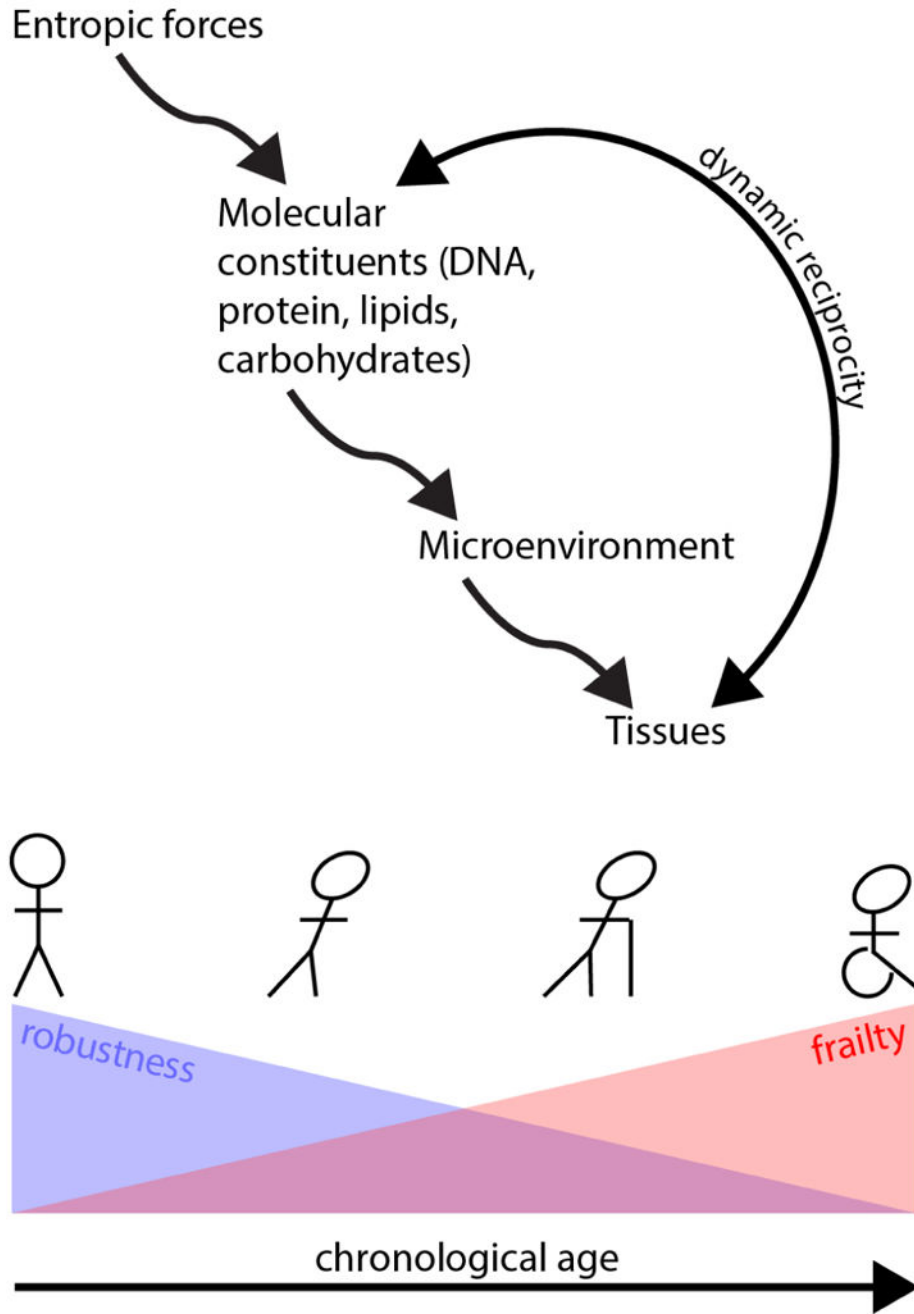 Entropic forces
Molecular
constituents (DNA,
protein, lipids,
carbohydrates)
dynamic reciprocity
Microenvironment
Tissues
robustness
frailty
chronological age